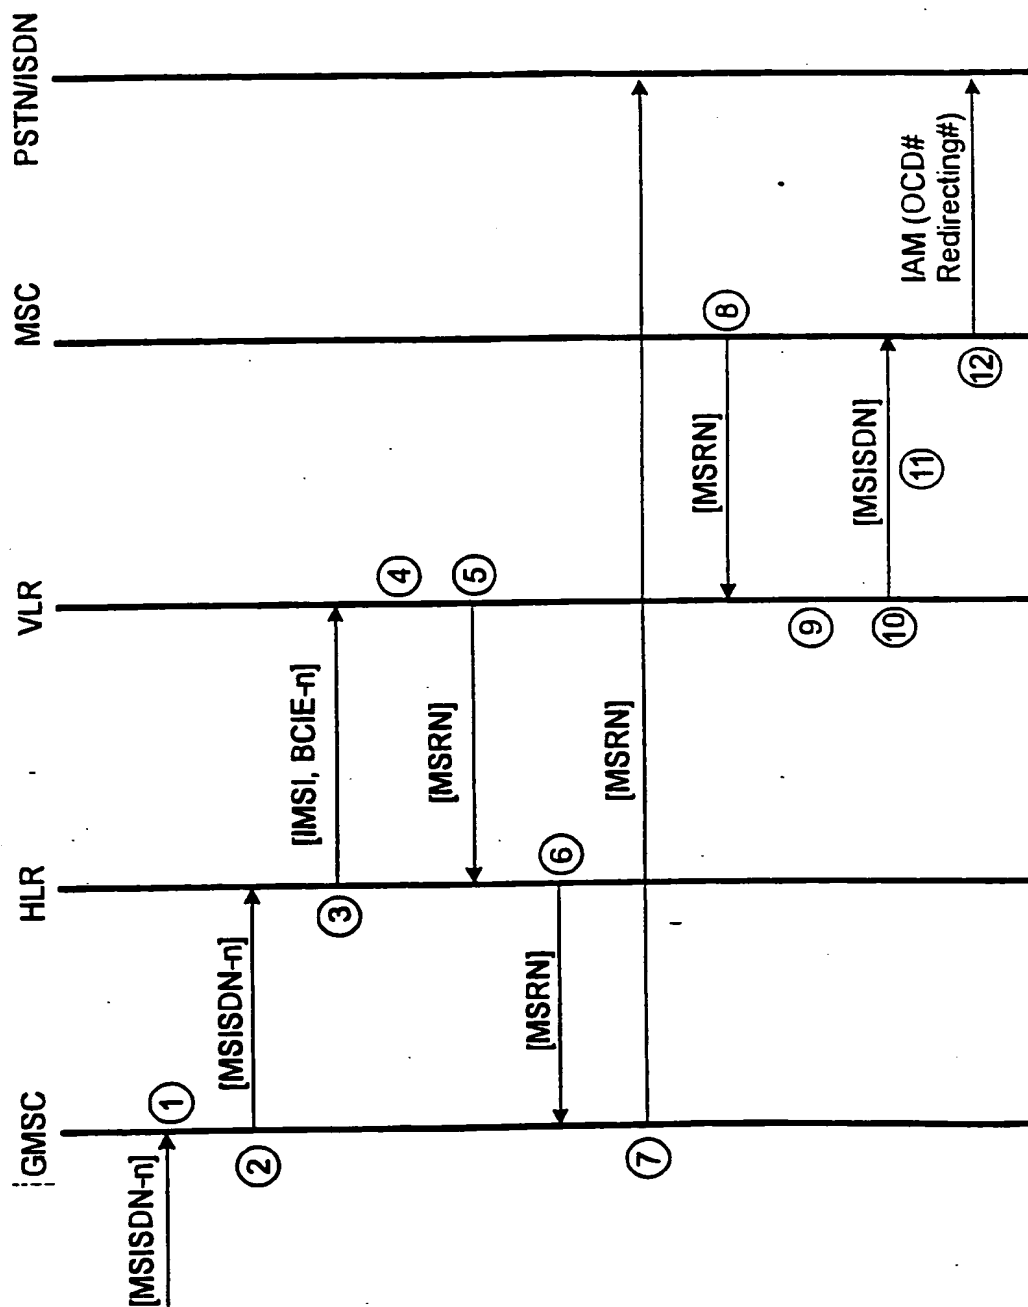 GMSC
HLR
VLR
MSC
PSTN/ISDN
[MSISDN-n]
1
2
[MSISDN-n]
3
[IMSI, BCIE-n]
4
5
[MSRN]
6
[MSRN]
7
[MSRN]
8
[MSRN]
9
10
[MSISDN]
11
12
IAM (OCD#
Redirecting#)